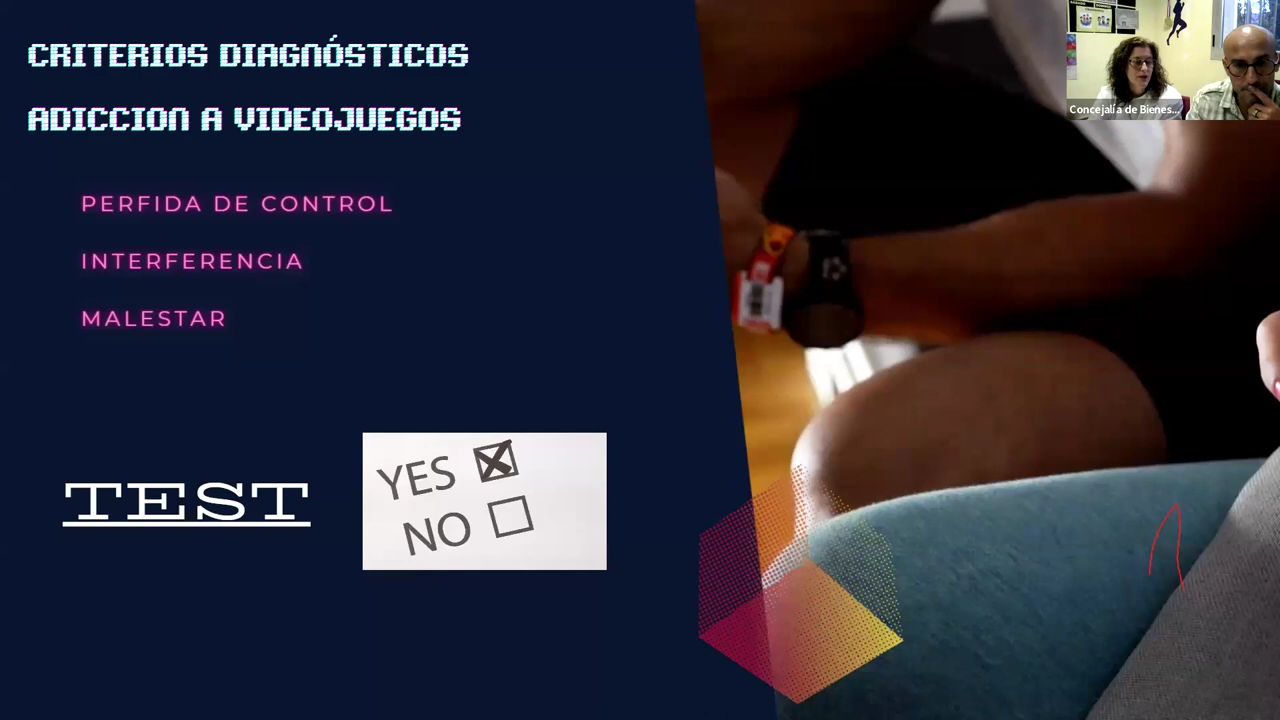 CRITERIOS DIAGNÓSTICOS
ADICCION A VIDEOJUEGOS
PERFIDA DE CONTROL
INTERFERENCIA
MALESTAR
TEST
YES
NO
Concejalía de Bienes...